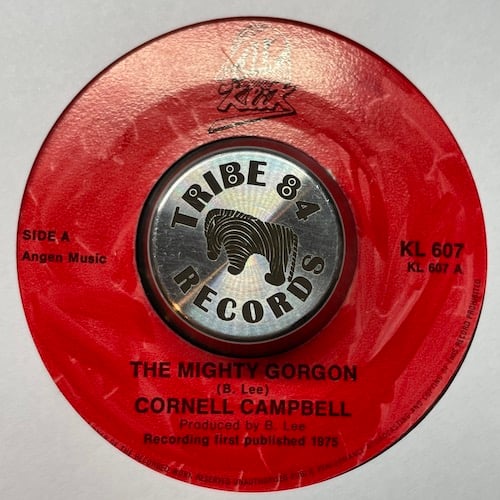 TRIBE 84
RECORDS
SIDE A
Angen Music
KL 607
KL 607 A
THE MIGHTY GORGON
(B. Lee)
CORNELL CAMPBELL
Produced by B. Lee
Recording first published 1975